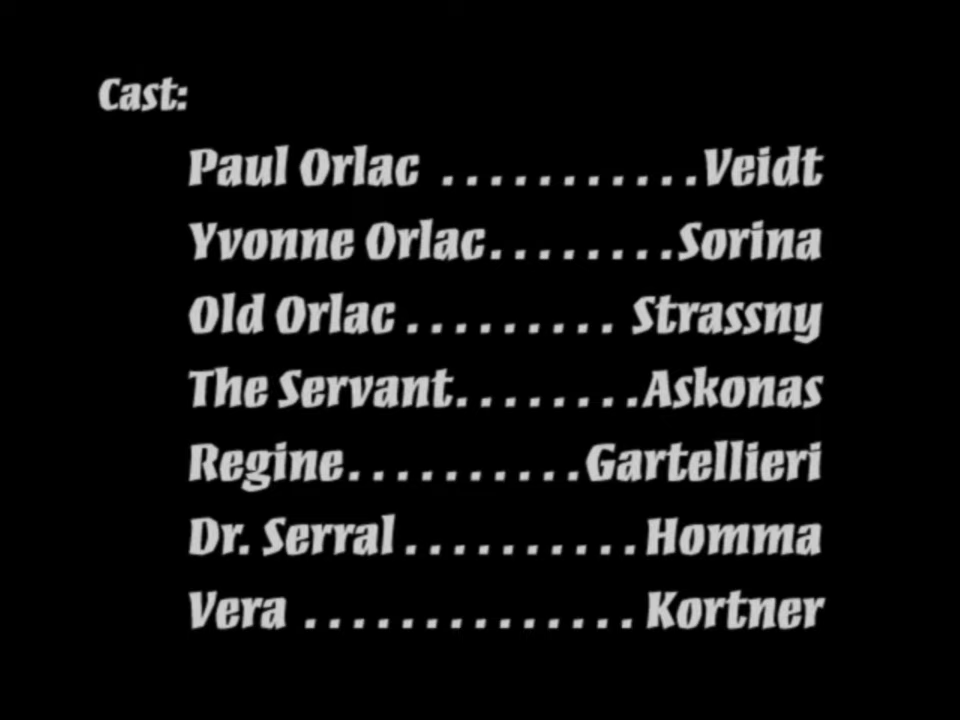 Cast:
Paul Orlac ...........Veidt
Yvonne Orlac........Sorina
Old Orlac ......... Strassny
The Servant........Askonas
Regine..........Gartellieri
Dr. Serral ..........Homma
Vera .............. Kortner